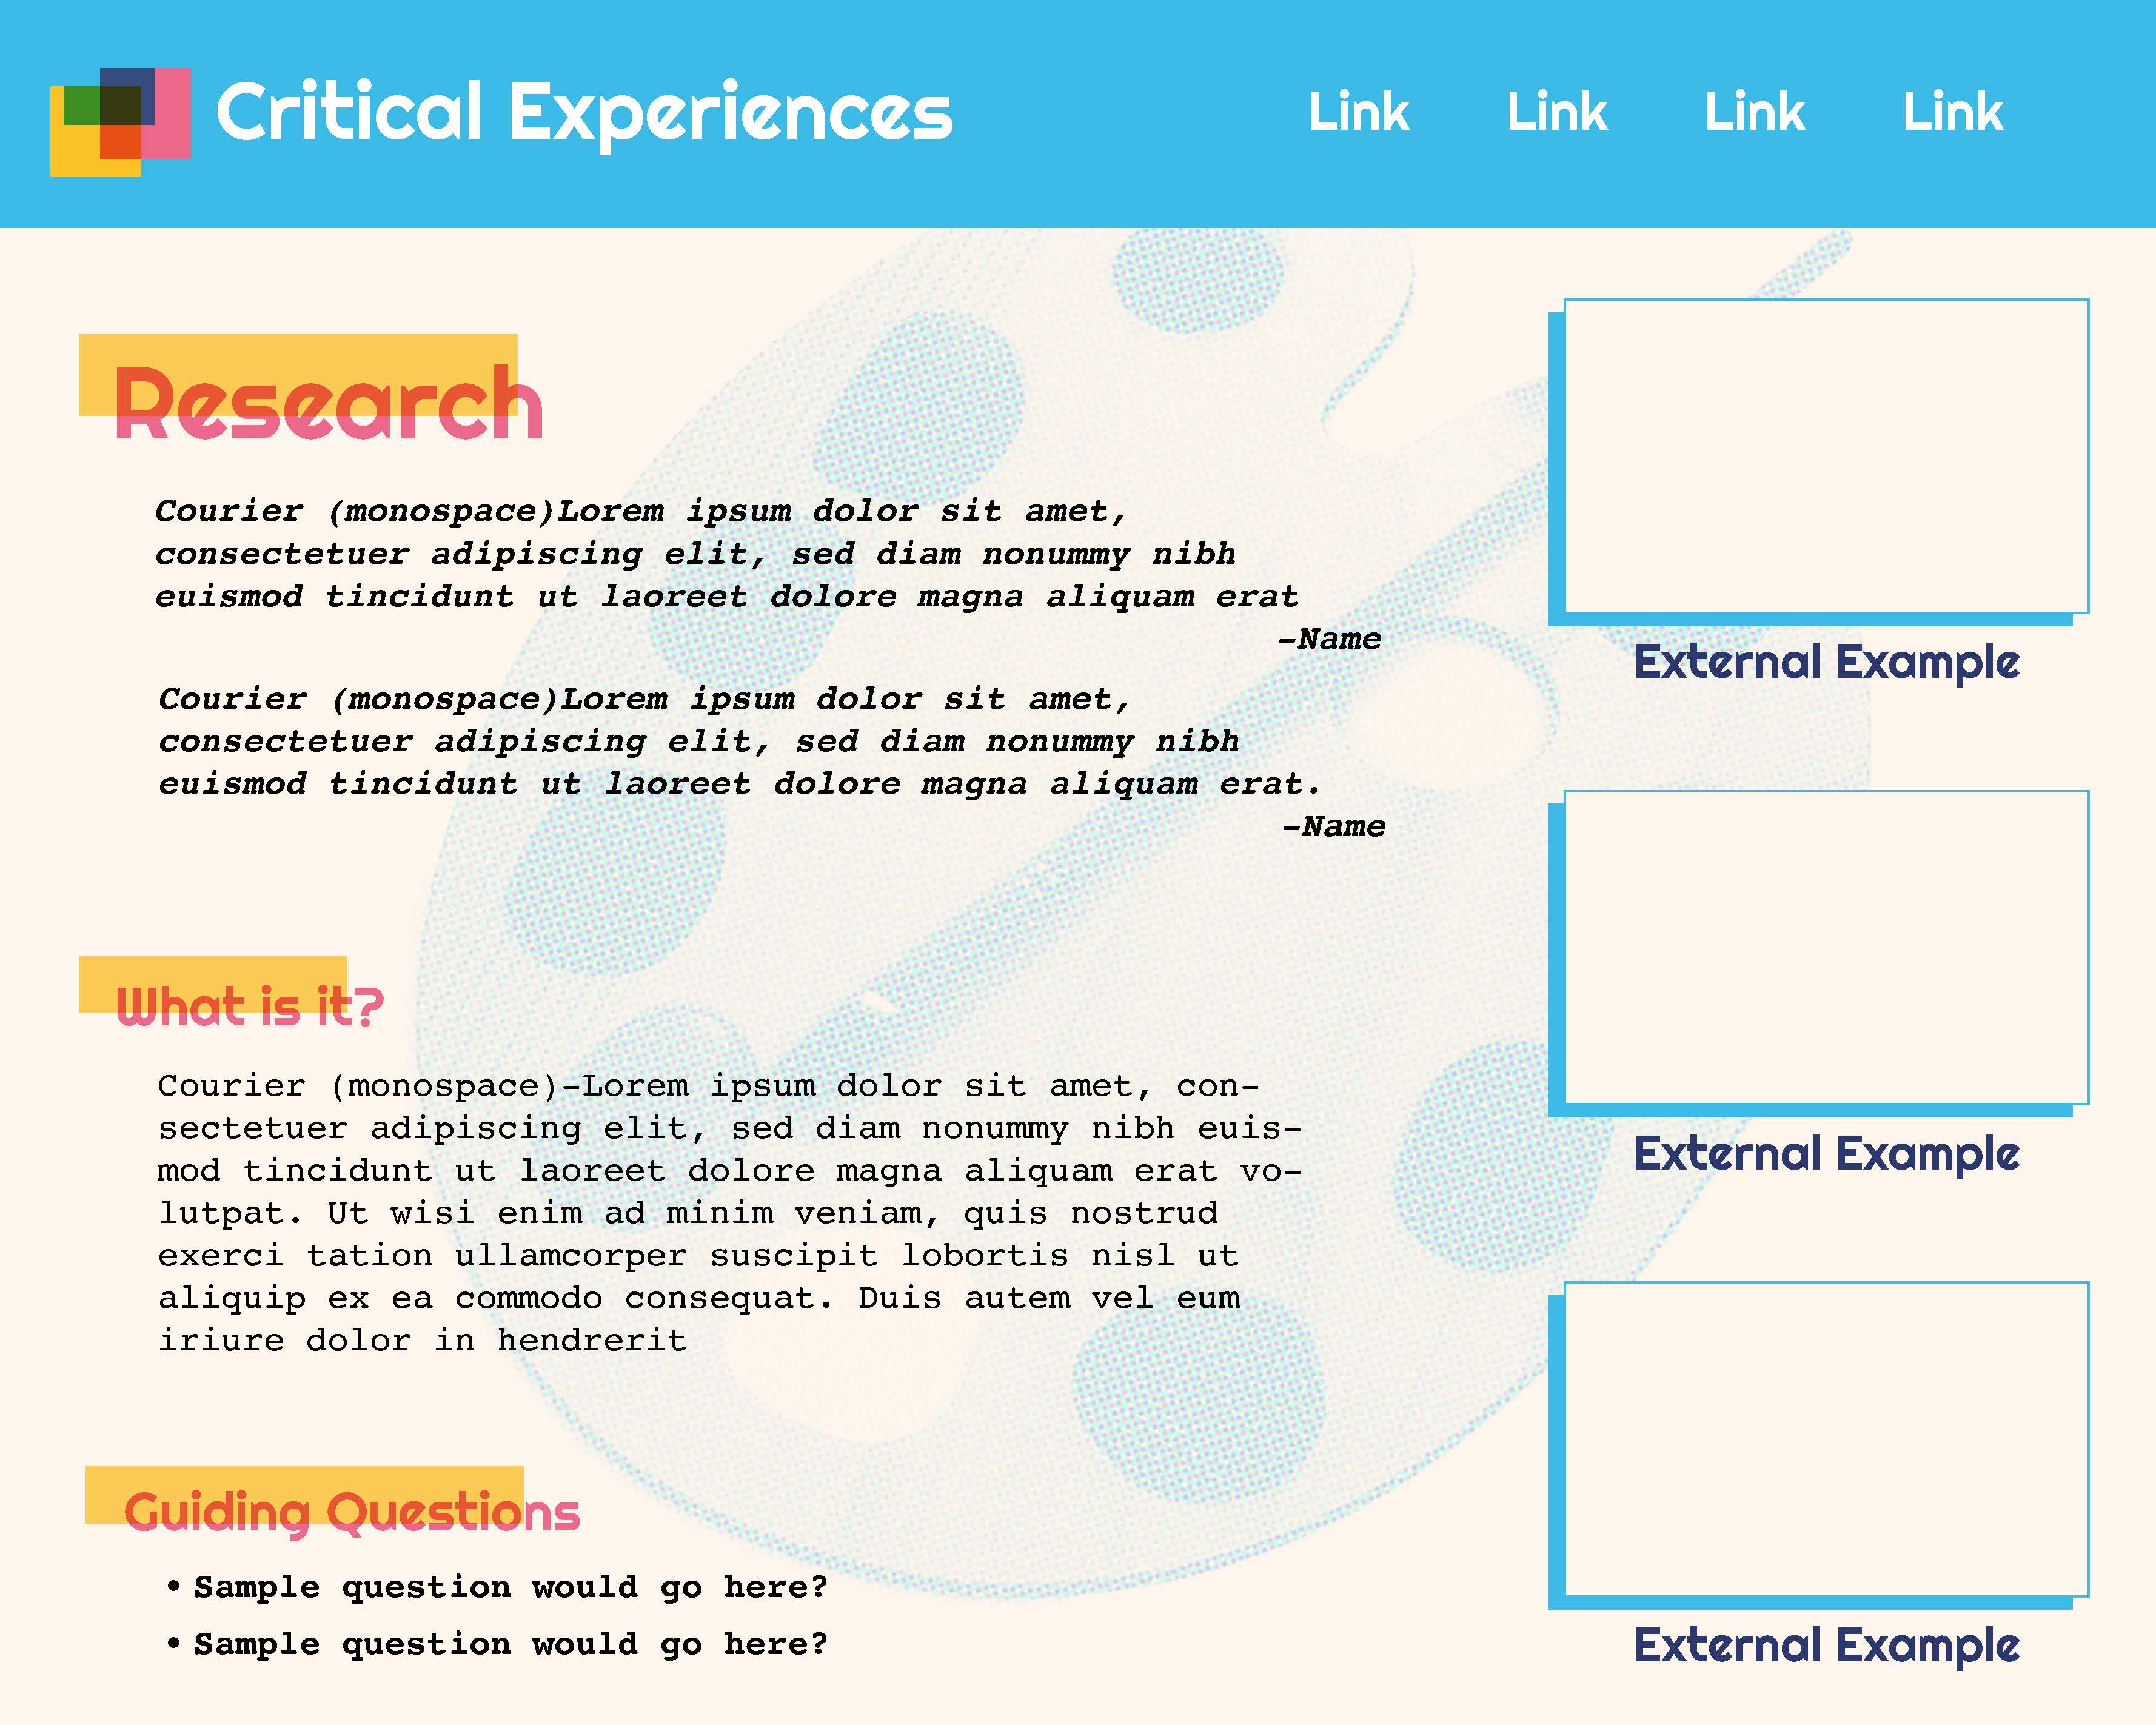 Critical Experiences
Link Link Link Link
Research
Courier (monospace)Lorem ipsum dolor sit amet,
consectetuer adipiscing elit, sed diam nonummy nibh
euismod tincidunt ut laoreet dolore magna aliquam erat
-Name
Courier (monospace)Lorem ipsum dolor sit amet,
consectetuer adipiscing elit, sed diam nonummy nibh
euismod tincidunt ut laoreet dolore magna aliquam erat.
-Name
What is it?
Courier (monospace)-Lorem ipsum dolor sit amet, con-
sectetuer adipiscing elit, sed diam nonummy nibh euis-
mod tincidunt ut laoreet dolore magna aliquam erat vo-
lutpat. Ut wisi enim ad minim veniam, quis nostrud
exerci tation ullamcorper suscipit lobortis nisl ut
aliquip ex ea commodo consequat. Duis autem vel eum
iriure dolor in hendrerit
Guiding Questions
• Sample question would go here?
• Sample question would go here?
External Example
External Example
External Example